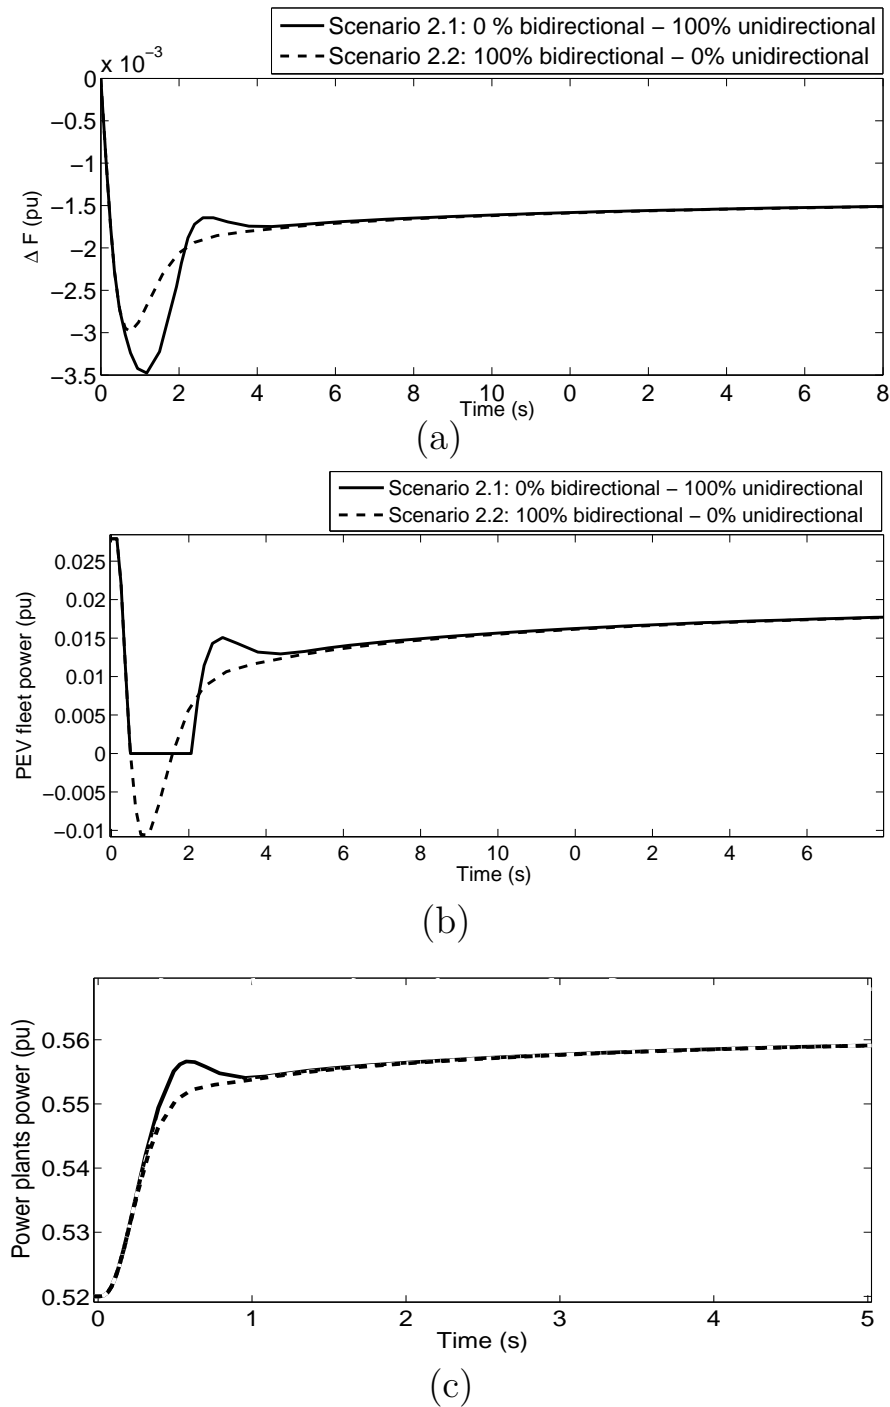 Scenario 2.1: 0 % bidirectional − 100% unidirectional
Scenario 2.2: 100% bidirectional − 0% unidirectional
x 10−3
0
−0.5
−1
−1.5
−2
−2.5
−3
−3.5
Δ F (pu)
0 2 4 6 8 10 0 2 4 6 8
Time (s)
(a)
Scenario 2.1: 0% bidirectional − 100% unidirectional
Scenario 2.2: 100% bidirectional − 0% unidirectional
0.025
0.02
0.015
0.01
0.005
0
−0.005
−0.01
PEV fleet power (pu)
0 2 4 6 8 10 0 2 4 6
Time (s)
(b)
0.56
0.55
0.54
0.53
0.52
Power plants power (pu)
0 1 2 3 4 5
Time (s)
(c)